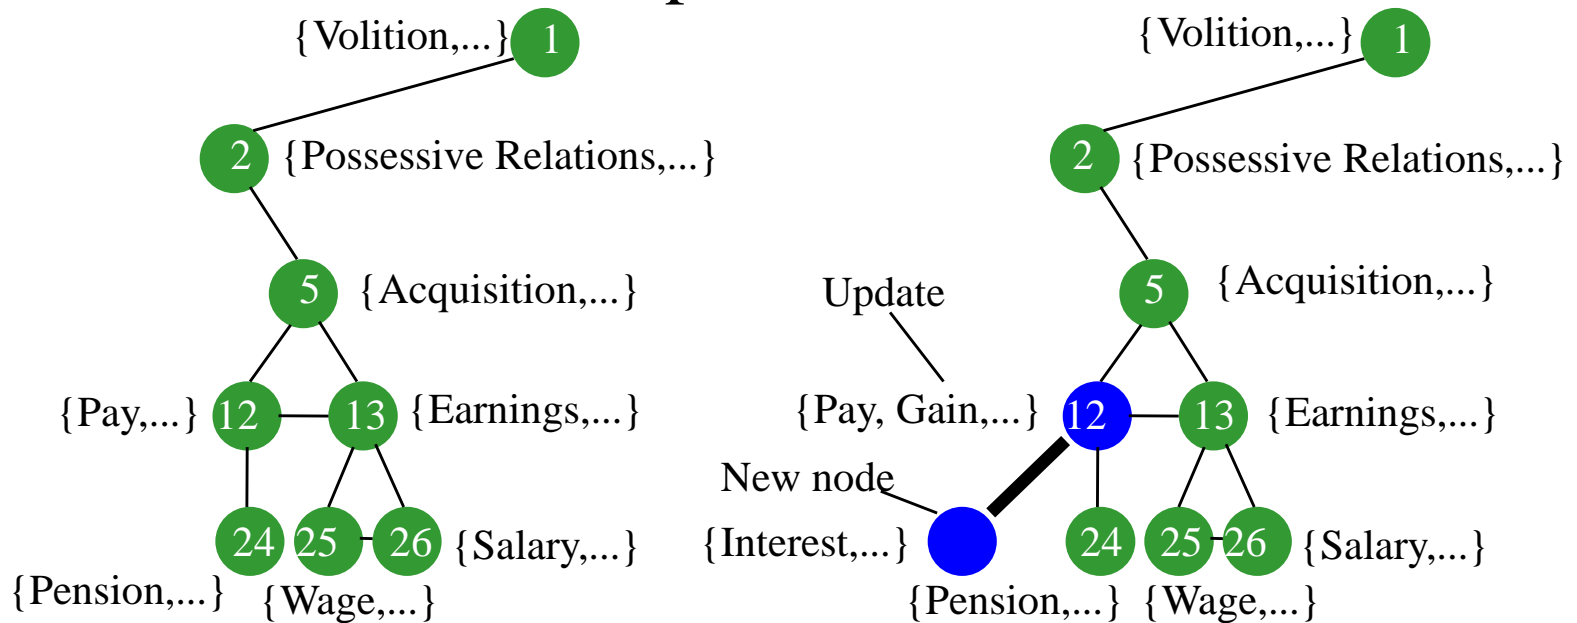 {Volition,...} 1
2 {Possessive Relations,...}
5 {Acquisition,...}
{Pay,...} 12 13 {Earnings,...}
24 25 26 {Salary,...}
{Pension,...} {Wage,...}
{Volition,...} 1
2 {Possessive Relations,...}
5 {Acquisition,...}
Update
{Pay, Gain,...} 12 13 {Earnings,...}
New node
{Interest,...} 24 25 26 {Salary,...}
{Pension,...} {Wage,...}